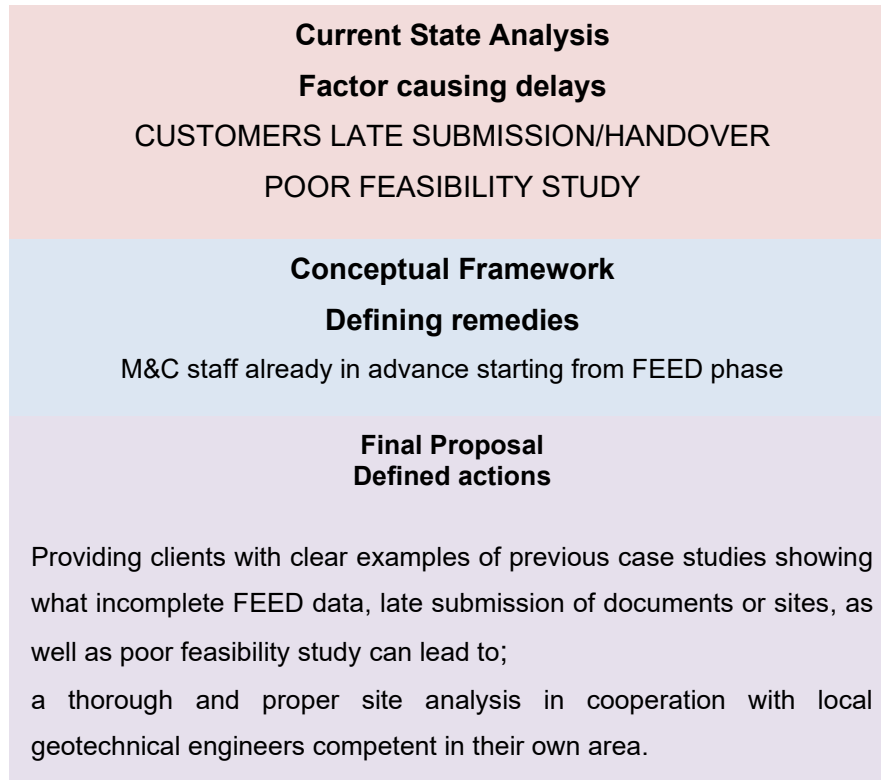 Current State Analysis
Factor causing delays
CUSTOMERS LATE SUBMISSION/HANDOVER
POOR FEASIBILITY STUDY
Conceptual Framework
Defining remedies
M&C staff already in advance starting from FEED phase
Final Proposal
Defined actions
Providing clients with clear examples of previous case studies showing
what incomplete FEED data, late submission of documents or sites, as
well as poor feasibility study can lead to;
a thorough and proper site analysis in cooperation with local
geotechnical engineers competent in their own area.